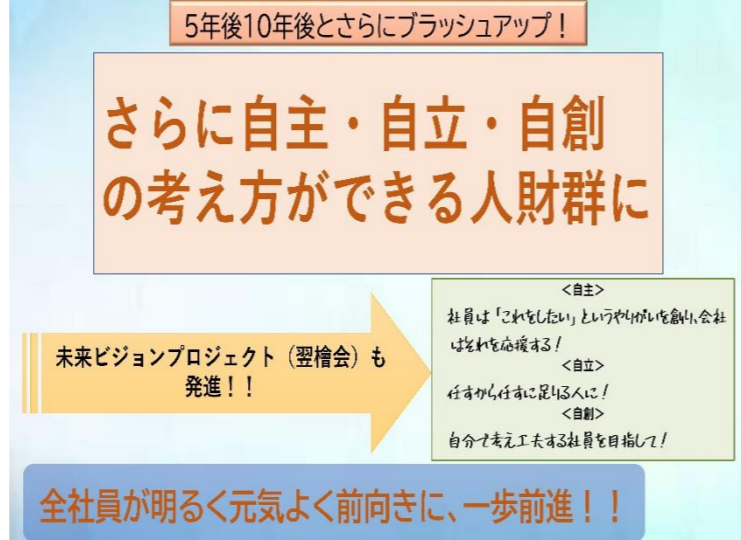 5年後10年後とさらにブラッシュアップ！
さらに自主・自立・自創
の考え方ができる人財群に
未来ビジョンプロジェクト（翌檜会）も
発進！！
＜自主＞
社員は「これをしたい」というやりがいを創り、会社
はそれを応援する！
＜自立＞
任すから任すに足りる人に！
＜自創＞
自分で考え工夫する社員を目指して！
全社員が明るく元気よく前向きに、一歩前進！！